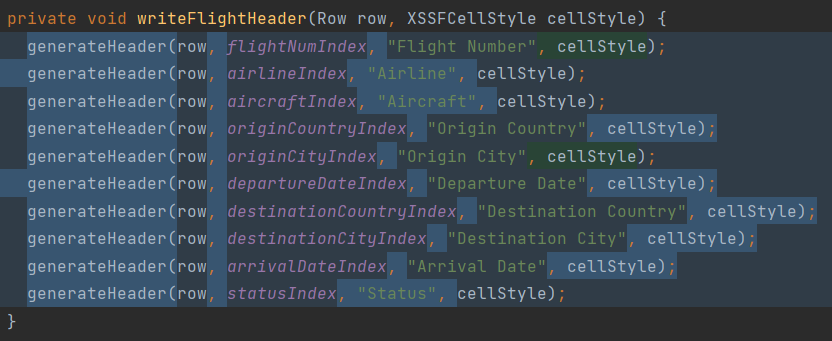 private void writeFlightHeader(Row row, XSSFCellStyle cellStyle) {
generateHeader(row, flightNumIndex, "Flight Number", cellStyle);
generateHeader(row, airlineIndex, "Airline", cellStyle);
generateHeader(row, aircraftIndex, "Aircraft", cellStyle);
generateHeader(row, originCountryIndex, "Origin Country", cellStyle);
generateHeader(row, originCityIndex, "Origin City", cellStyle);
generateHeader(row, departureDateIndex, "Departure Date", cellStyle);
generateHeader(row, destinationCountryIndex, "Destination Country", cellStyle);
generateHeader(row, destinationCityIndex, "Destination City", cellStyle);
generateHeader(row, arrivalDateIndex, "Arrival Date", cellStyle);
generateHeader(row, statusIndex, "Status", cellStyle);
}